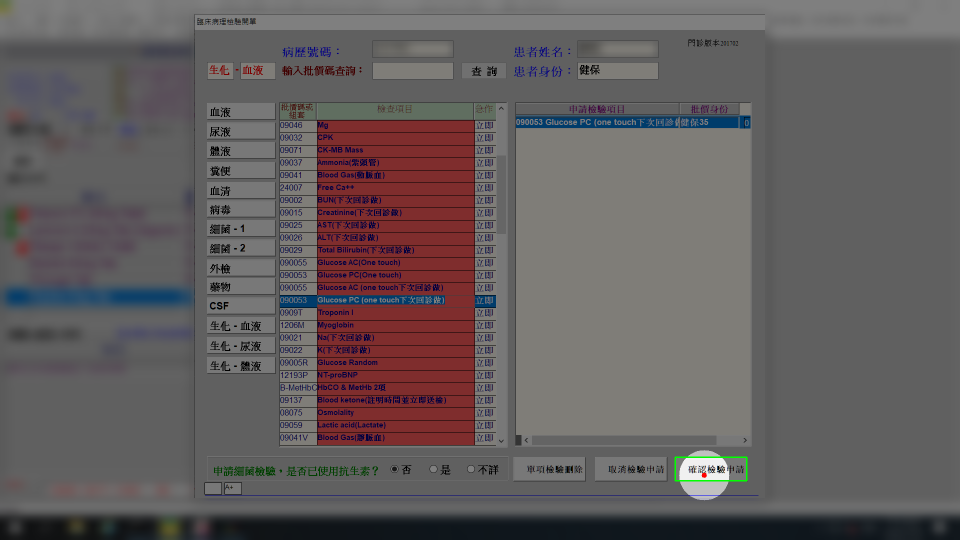 臨床病理檢驗開單
門診版本201702
病歷號碼：
患者姓名：
生化 - 血液
輸入批價碼查詢：
查 詢
患者身份：
健保
血液
尿液
體液
糞便
血清
病毒
細菌 - 1
細菌 - 2
外檢
藥物
CSF
生化 - 血液
生化 - 尿液
生化 - 體液
批價碼或組套 檢查項目 急作
09046 Mg 立即
09032 CPK 立即
09071 CK-MB Mass 立即
09037 Ammonia(紫頭管) 立即
09041 Blood Gas(動脈血) 立即
24007 Free Ca++ 立即
09002 BUN(下次回診做) 立即
09015 Creatinine(下次回診做) 立即
09025 AST(下次回診做) 立即
09026 ALT(下次回診做) 立即
09029 Total Bilirubin(下次回診做) 立即
090055 Glucose AC(One touch) 立即
090053 Glucose PC(One touch) 立即
090055 Glucose AC (one touch下次回診做) 立即
090053 Glucose PC (one touch下次回診做) 立即
0909T Troponin I 立即
1206M Myoglobin 立即
09021 Na(下次回診做) 立即
09022 K(下次回診做) 立即
09005R Glucose Random 立即
12193P NT-proBNP 立即
B-MetHbC HbCO & MetHb 2項 立即
09137 Blood ketone(註明時間並立即送檢) 立即
08075 Osmolality 立即
09059 Lactic acid(Lactate) 立即
09041V Blood Gas(靜脈血) 立即
申請檢驗項目 批價身份
090053 Glucose PC (one touch下次回診 健保35 0
申請細菌檢驗，是否已使用抗生素？ 否 是 不詳
單項檢驗刪除
取消檢驗申請
確認檢驗申請
A+